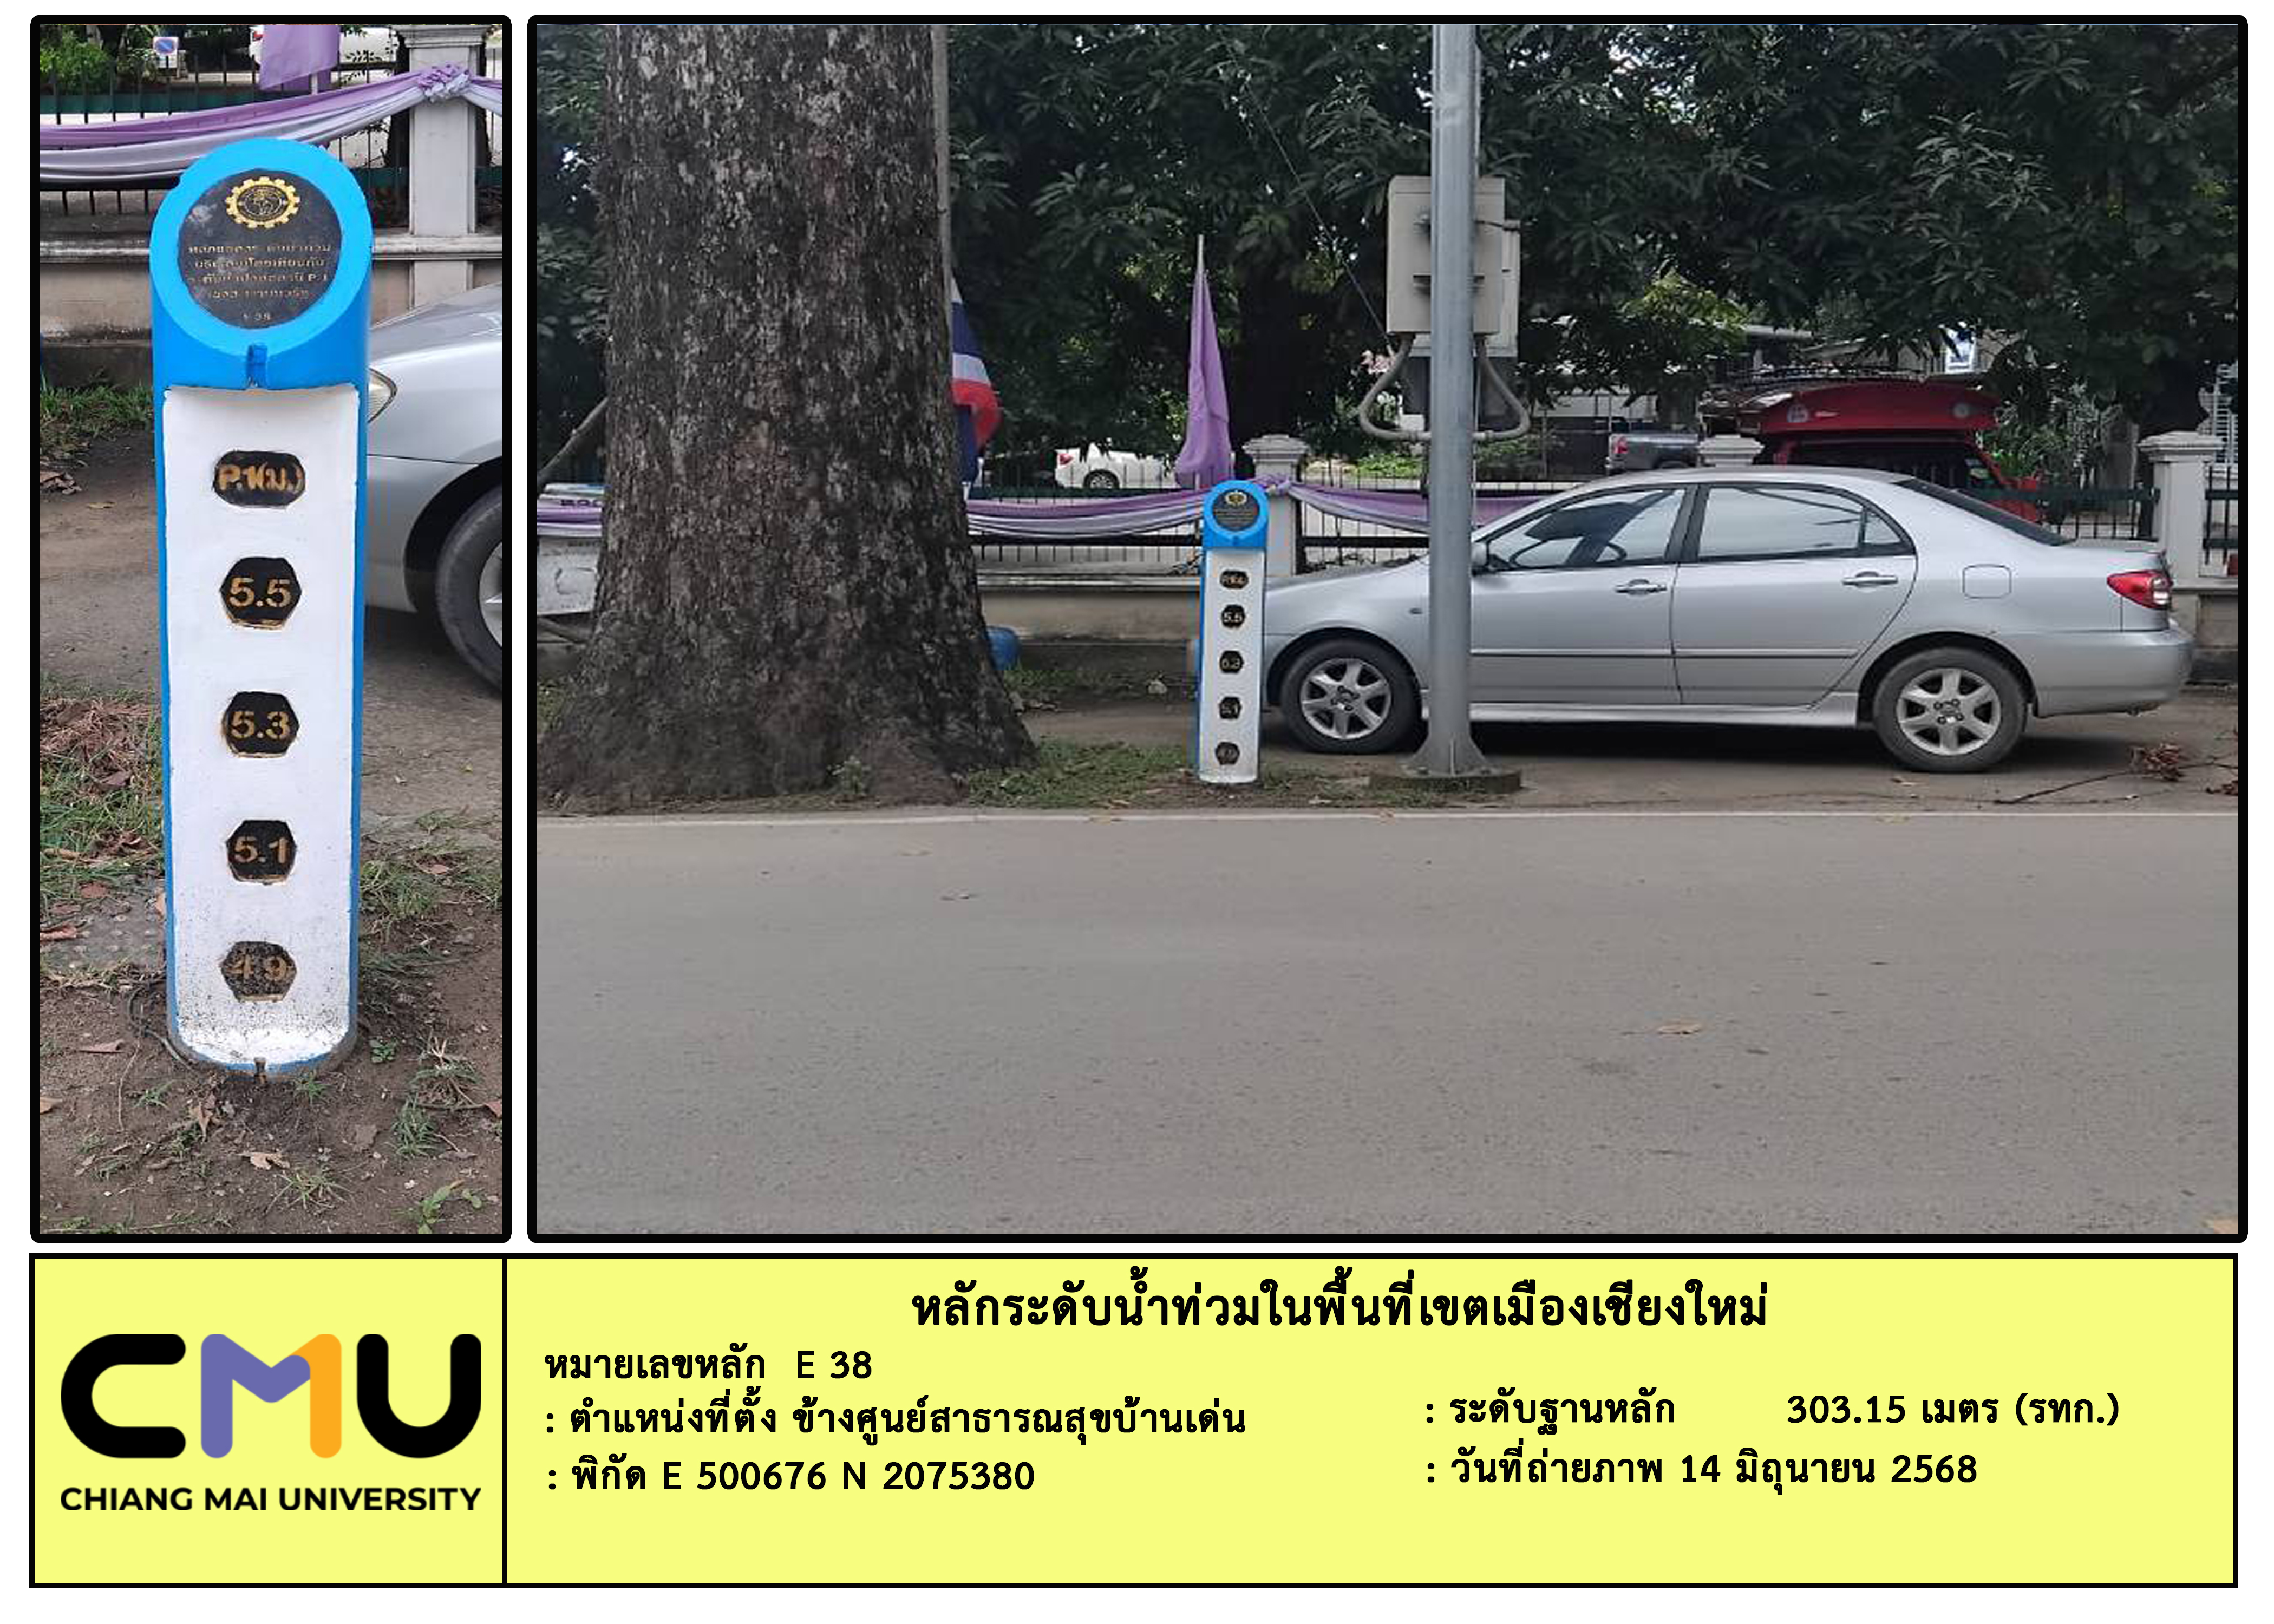 P.1(ม.)
5.5
5.3
5.1
4.9
CMU
CHIANG MAI UNIVERSITY
หลักระดับน้ำท่วมในพื้นที่เขตเมืองเชียงใหม่
หมายเลขหลัก E 38
: ตำแหน่งที่ตั้ง ข้างศูนย์สาธารณสุขบ้านเด่น
: พิกัด E 500676 N 2075380
: ระดับฐานหลัก 303.15 เมตร (รทก.)
: วันที่ถ่ายภาพ 14 มิถุนายน 2568